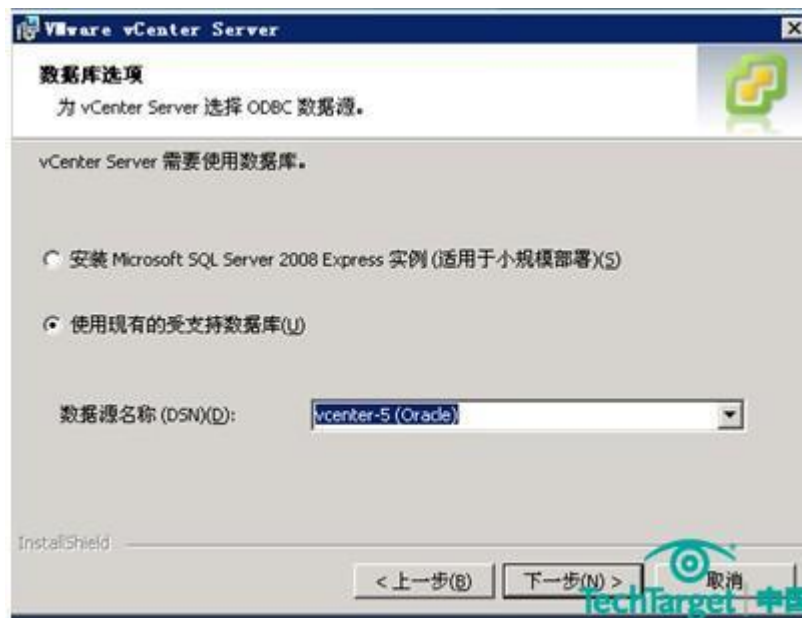 VMware vCenter Server
数据库选项
为 vCenter Server 选择 ODBC 数据源。
vCenter Server 需要使用数据库。
安装 Microsoft SQL Server 2008 Express 实例(适用于小规模部署)(S)
使用现有的受支持数据库(U)
数据源名称 (DSN)(D): vcenter-5 (Oracle)
InstallShield
< 上一步(B) 下一步(N) > 取消
TechTarget 中国